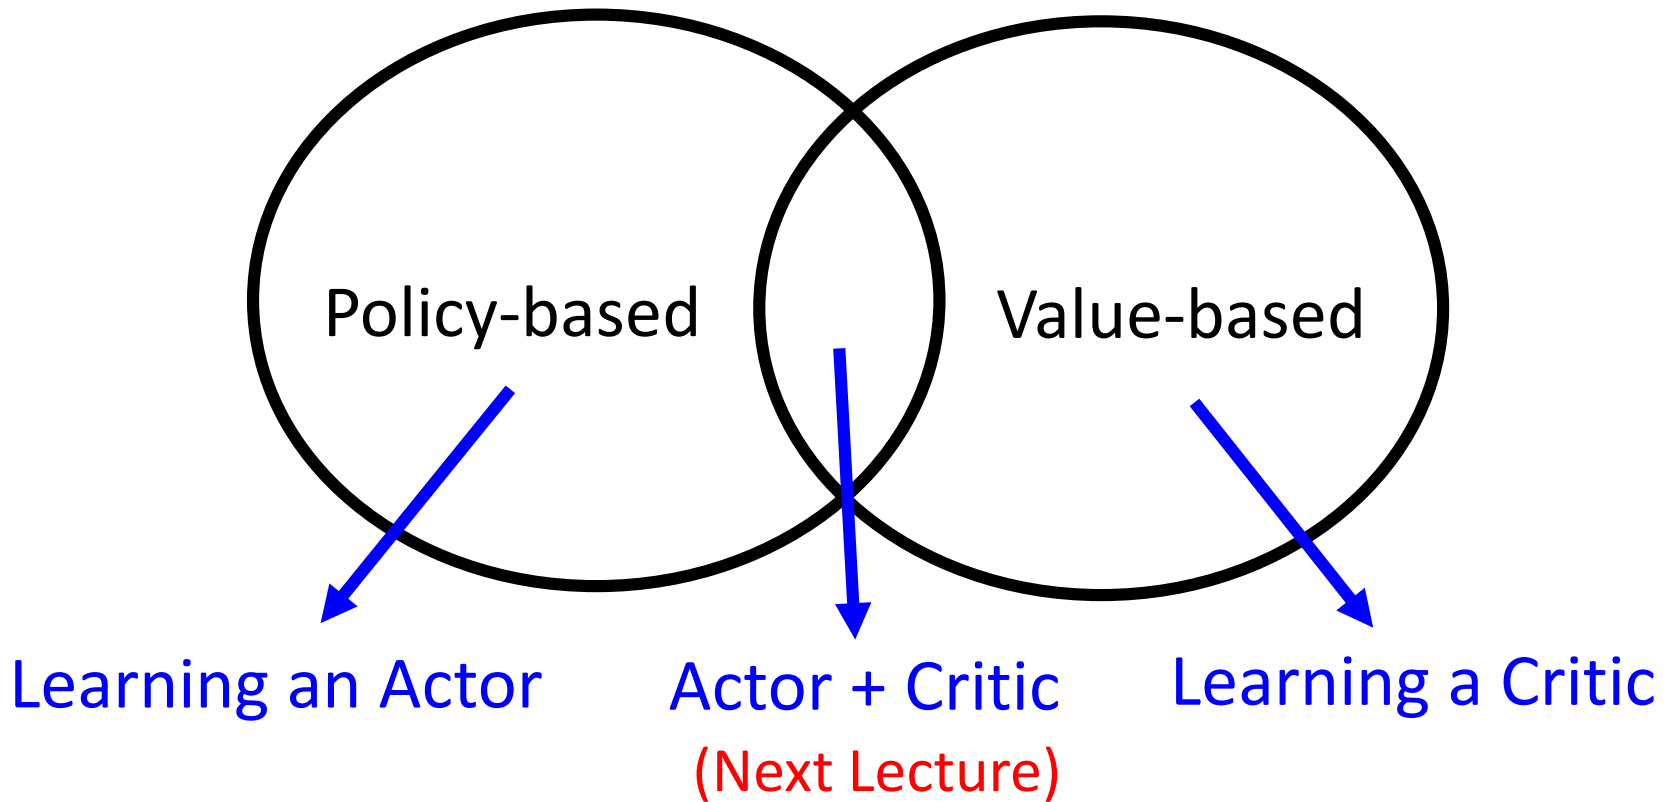 Policy-based
Value-based
Learning an Actor
Actor + Critic
Learning a Critic
(Next Lecture)